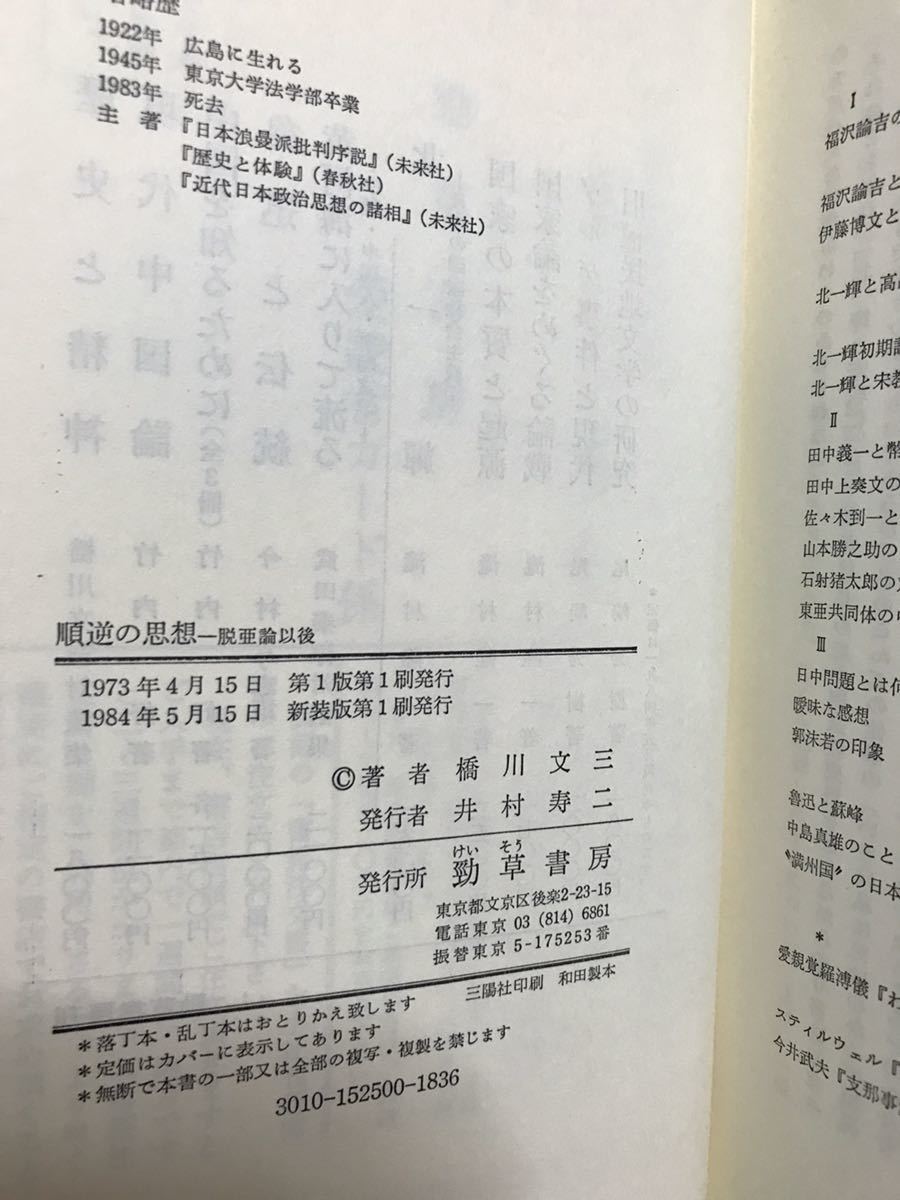 略歴
1922年 広島に生れる
1945年 東京大学法学部卒業
1983年 死去
主著 『日本浪曼派批判序説』(未来社)
『歴史と体験』(春秋社)
『近代日本政治思想の諸相』(未来社)
順逆の思想―脱亜論以後
1973年4月15日 第1版第1刷発行
1984年5月15日 新装版第1刷発行
©著者 橋川文三
発行者 井村寿二
けい そう
発行所 勁草書房
東京都文京区後楽2-23-15
電話東京 03 (814) 6861
振替東京 5-175253番
三陽社印刷 和田製本
*落丁本・乱丁本はおとりかえ致します
*定価はカバーに表示してあります
*無断で本書の一部又は全部の複写・複製を禁じます
3010-152500-1836
Ⅰ
福沢諭吉の
福沢諭吉と
伊藤博文と
北一輝と高
北一輝初期
北一輝と宋教
Ⅱ
田中義一と幣
田中上奏文の
佐々木到一と
山本勝之助の
石射猪太郎の
東亜共同体の
Ⅲ
日中問題とは何
曖昧な感想
郭沫若の印象
魯迅と蘇峰
中島真雄のこと
〝満州国〟の日本
*
愛親覚羅溥儀『わ
スティルウェル『
今井武夫『支那事